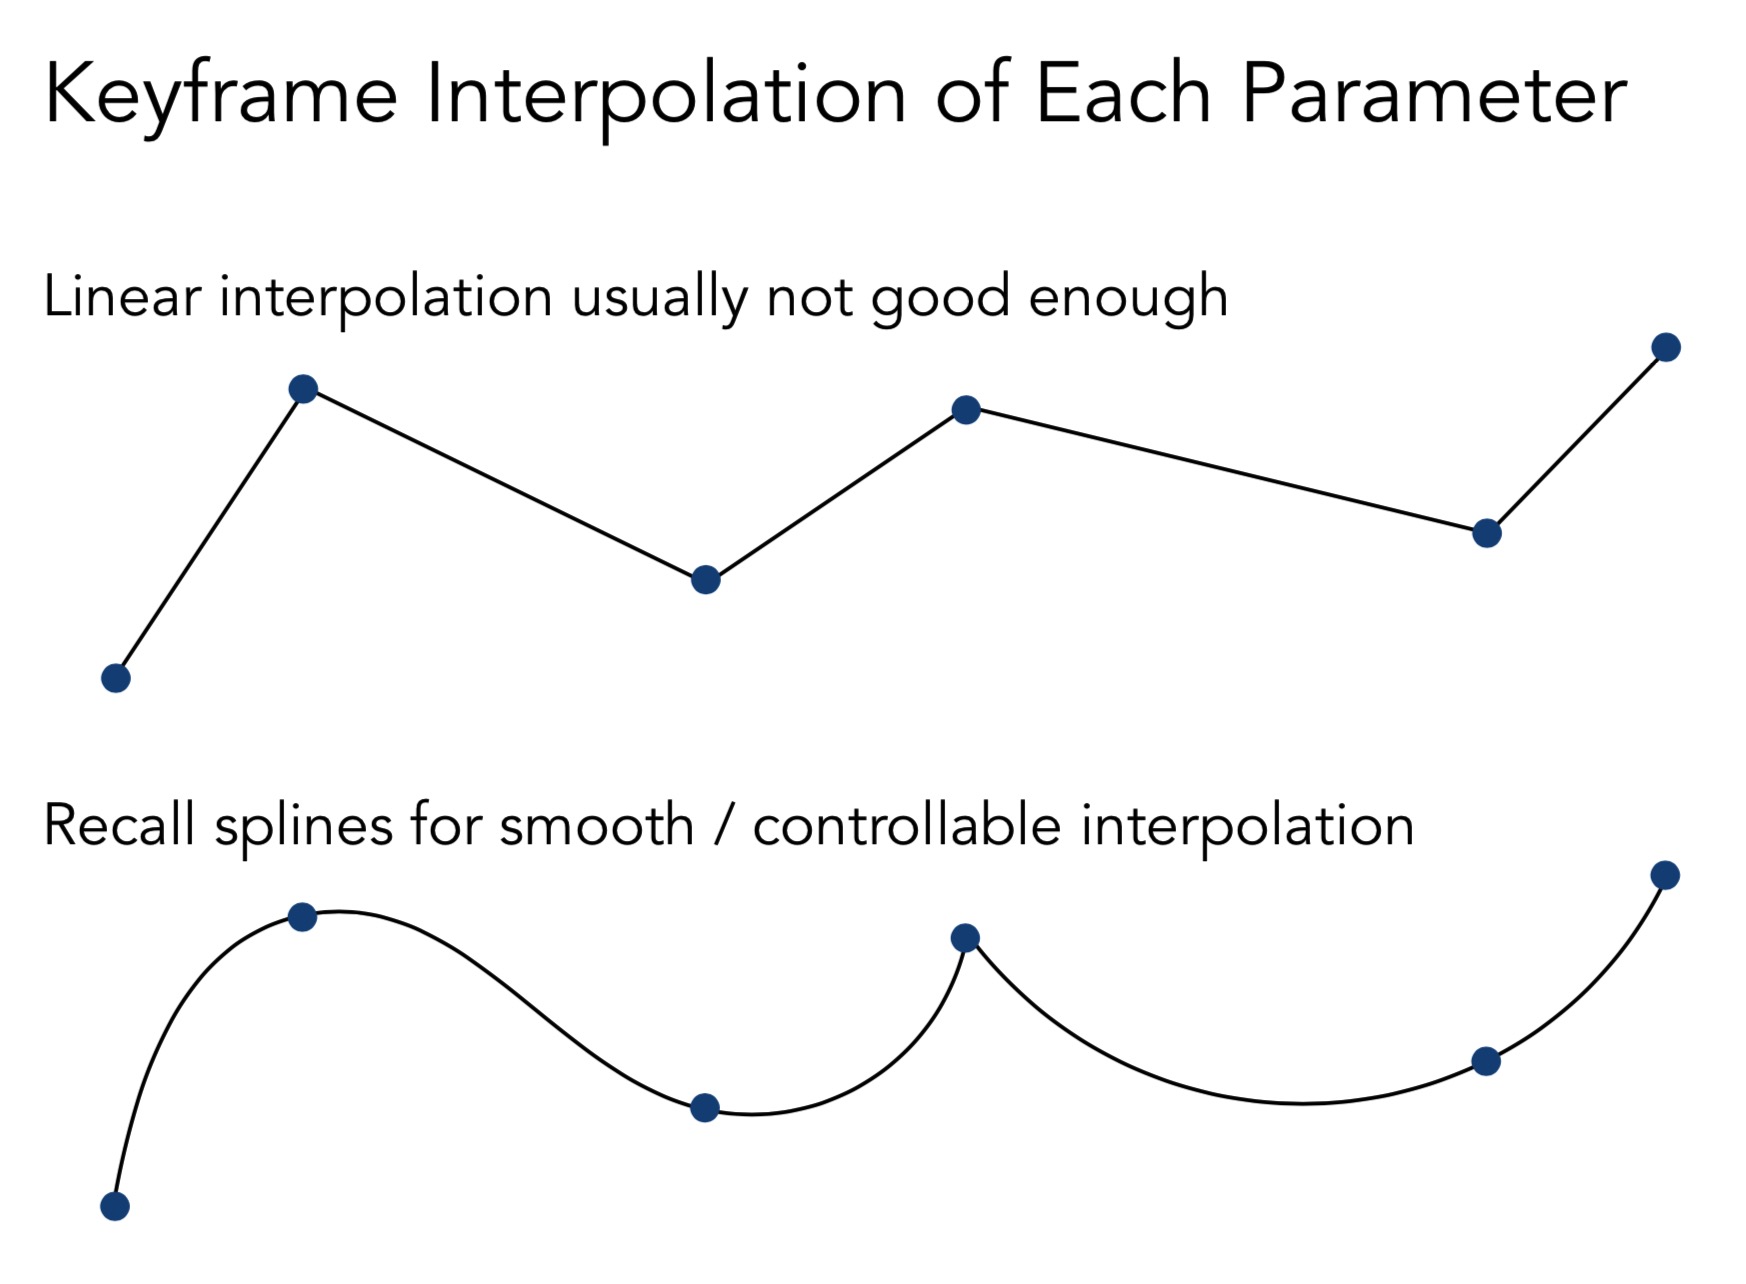 Keyframe Interpolation of Each Parameter
Linear interpolation usually not good enough
Recall splines for smooth / controllable interpolation